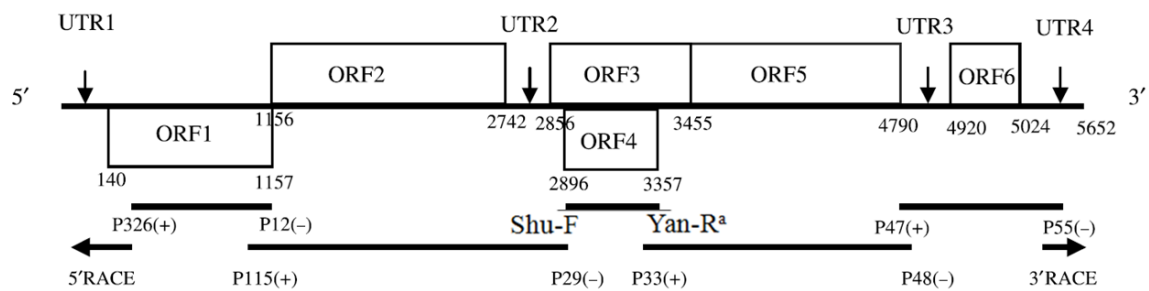 UTR1 UTR2 UTR3 UTR4
5′ ORF2 ORF3 ORF5 ORF6 3′
1156 2742 2856 3455 4790 4920 5024 5652
ORF1 ORF4
140 1157 2896 3357
P326(+) P12(–) Shu-F Yan-Rᵃ P47(+) P55(–)
5′RACE P115(+) P29(–) P33(+) P48(–) 3′RACE